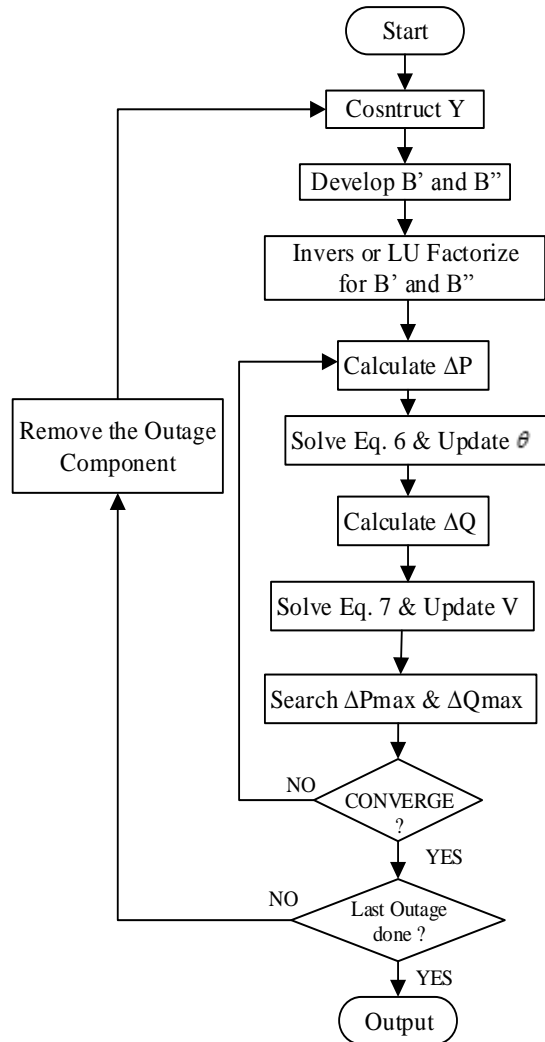 Start
Cosntruct Y
Develop B’ and B”
Invers or LU Factorize
for B’ and B”
Calculate ΔP
Remove the Outage
Component
Solve Eq. 6 & Update θ
Calculate ΔQ
Solve Eq. 7 & Update V
Search ΔPmax & ΔQmax
NO
CONVERGE
?
YES
NO
Last Outage
done ?
YES
Output